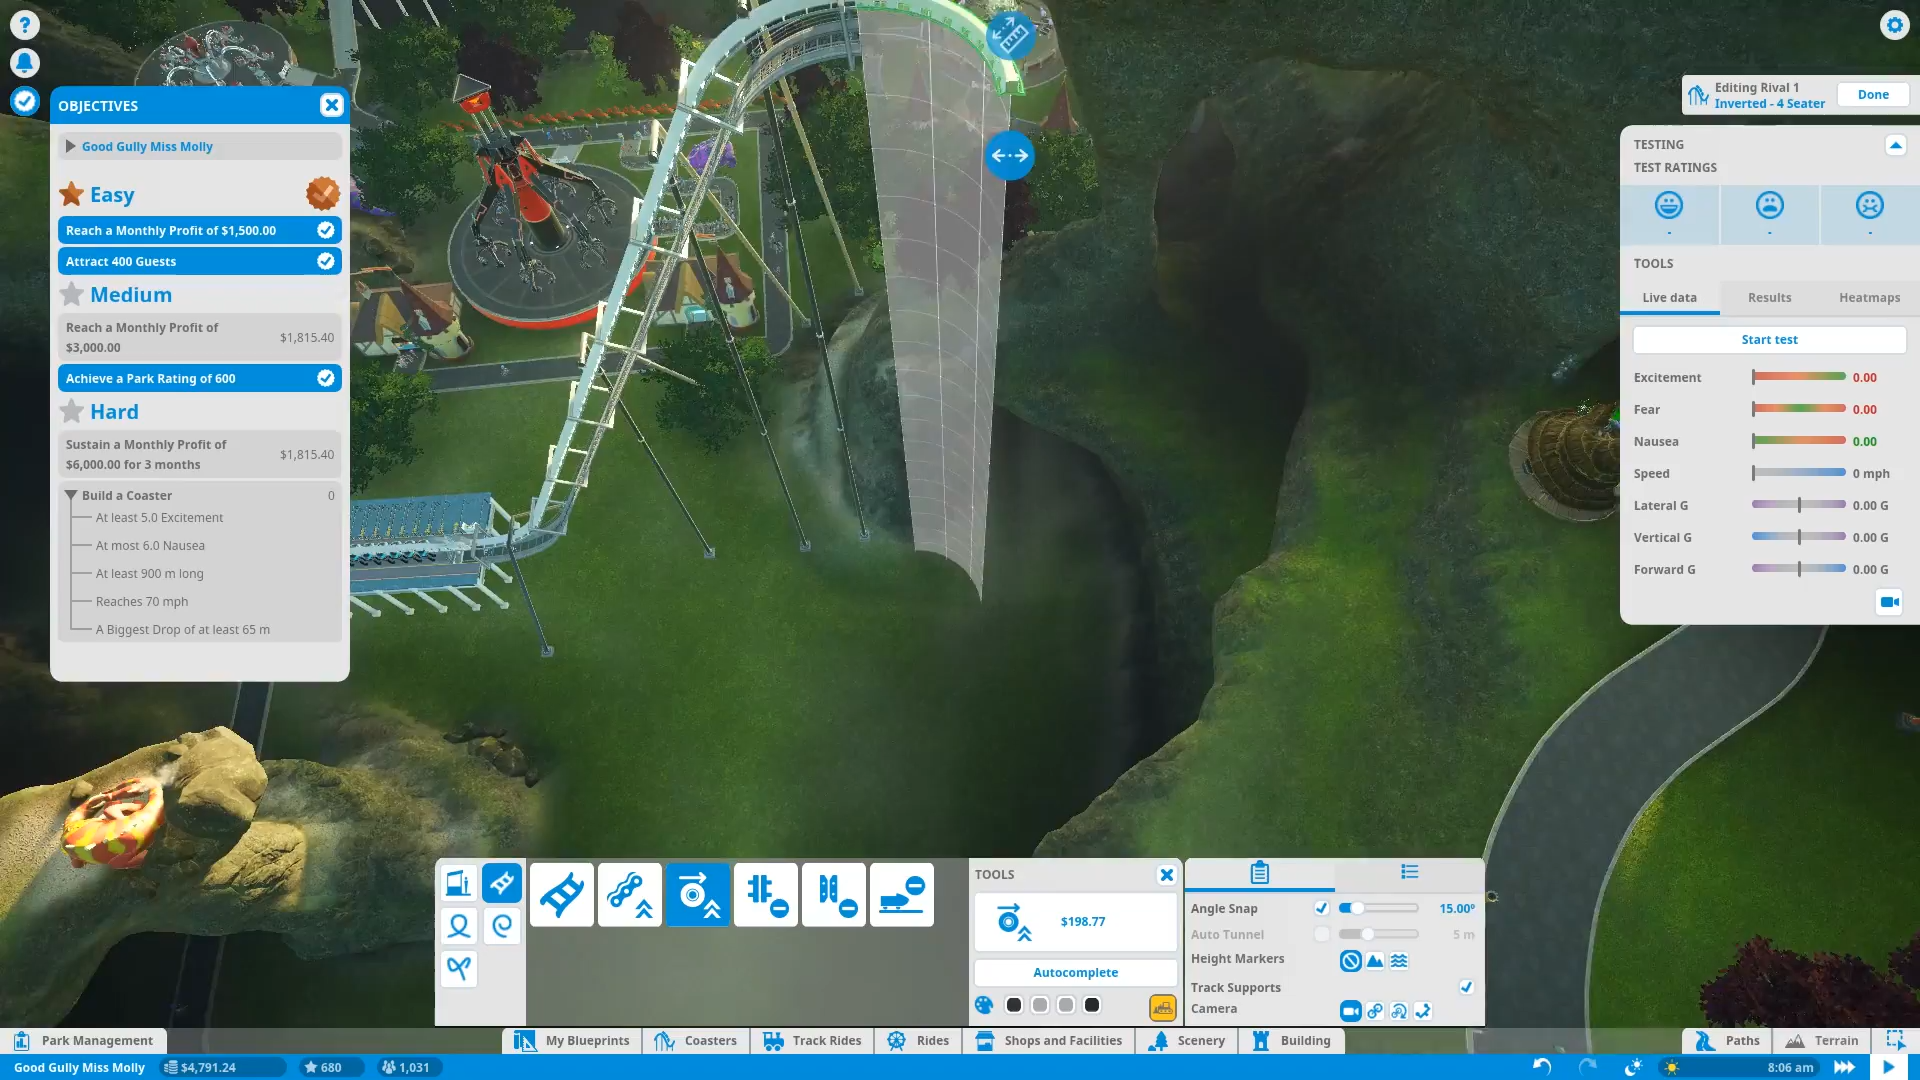 ?
OBJECTIVES
Good Gully Miss Molly
Easy
Reach a Monthly Profit of $1,500.00
Attract 400 Guests
Medium
Reach a Monthly Profit of
$3,000.00
$1,815.40
Achieve a Park Rating of 600
Hard
Sustain a Monthly Profit of
$6,000.00 for 3 months
$1,815.40
Build a Coaster 0
At least 5.0 Excitement
At most 6.0 Nausea
At least 900 m long
Reaches 70 mph
A Biggest Drop of at least 65 m
Editing Rival 1
Inverted - 4 Seater
Done
TESTING
TEST RATINGS
- - -
TOOLS
Live data Results Heatmaps
Start test
Excitement 0.00
Fear 0.00
Nausea 0.00
Speed 0 mph
Lateral G 0.00 G
Vertical G 0.00 G
Forward G 0.00 G
TOOLS
$198.77
Autocomplete
Angle Snap 15.00°
Auto Tunnel 5 m
Height Markers
Track Supports
Camera
Park Management My Blueprints Coasters Track Rides Rides Shops and Facilities Scenery Building Paths Terrain
Good Gully Miss Molly $4,791.24 680 1,031 8:06 am